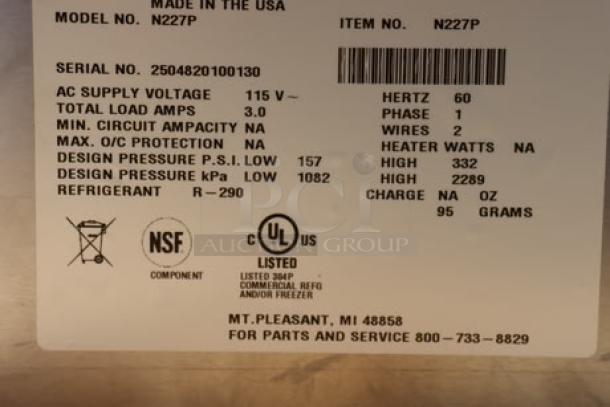 MADE IN THE USA
MODEL NO. N227P ITEM NO. N227P
SERIAL NO. 2504820100130
AC SUPPLY VOLTAGE 115 V~ HERTZ 60
TOTAL LOAD AMPS 3.0 PHASE 1
MIN. CIRCUIT AMPACITY NA WIRES 2
MAX. O/C PROTECTION NA HEATER WATTS NA
DESIGN PRESSURE P.S.I. LOW 157 HIGH 332
DESIGN PRESSURE kPa LOW 1082 HIGH 2289
REFRIGERANT R-290 CHARGE NA OZ
95 GRAMS
PCI
AUCTION GROUP
NSF
COMPONENT
C UL US
LISTED
LISTED 304P
COMMERCIAL REFG
AND/OR FREEZER
MT.PLEASANT, MI 48858
FOR PARTS AND SERVICE 800-733-8829